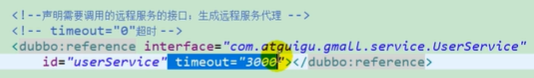 <!--声明需要调用的远程服务的接口;生成远程服务代理 -->
<!-- timeout="0"超时-->
<dubbo:reference interface="com.atguigu.gmall.service.UserService"
id="userService" timeout="3000"></dubbo:reference>